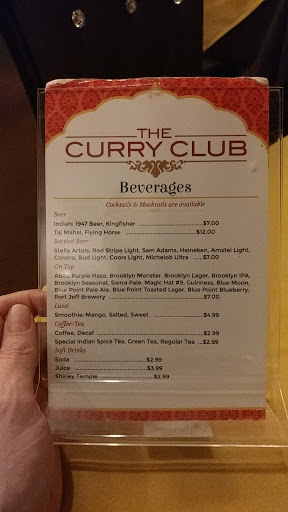 THE
CURRY CLUB
Beverages
Cocktails & Mocktails are available
Beer
Indian: 1947 Beer, Kingfisher $7.00
Taj Mahal, Flying Horse $12.00
Bottled Beer
Stella Artois, Red Stripe Light, Sam Adams, Heineken, Amstel Light,
Corona, Bud Light, Coors Light, Michelob Ultra $7.00
On Tap
Abita Purple Haze, Brooklyn Monster, Brooklyn Lager, Brooklyn IPA,
Brooklyn Seasonal, Sierra Pale, Magic Hat #9, Guinness, Blue Moon,
Blue Point Pale Ale, Blue Point Toasted Lager, Blue Point Blueberry,
Port Jeff Brewery $7.00
Lassi
Smoothie-Mango, Salted, Sweet $4.99
Coffee/Tea
Coffee, Decaf $2.99
Special Indian Spice Tea, Green Tea, Regular Tea $2.99
Soft Drinks
Soda $2.99
Juice $3.99
Shirley Temple $2.99